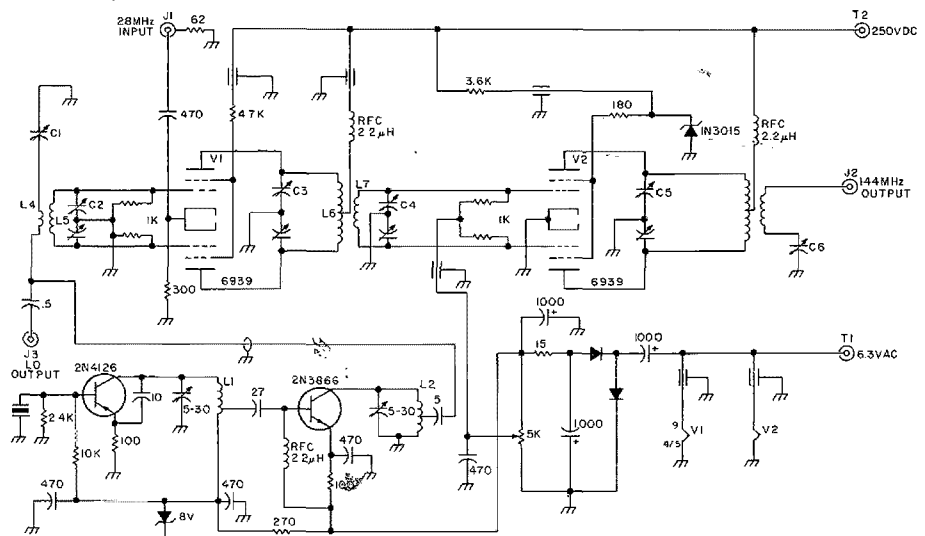 J1
28MHz
INPUT
62
T2
250VDC
470
4.7K
RFC
2.2µH
3.6K
180
1N3015
RFC
2.2µH
C1
V1
V2
L4
L5
C2
1K
C3
L6
L7
C4
1K
C5
J2
144MHz
OUTPUT
C6
6939
6939
300
.5
J3
LO
OUTPUT
1000
+
15
1000
+
T1
6.3VAC
2N4126
10
5-30
L1
27
2N3866
5-30
L2
5
2.4K
100
10K
RFC
2.2µH
470
470
5K
1000
+
9
4/5
V1
V2
470
470
8V
270